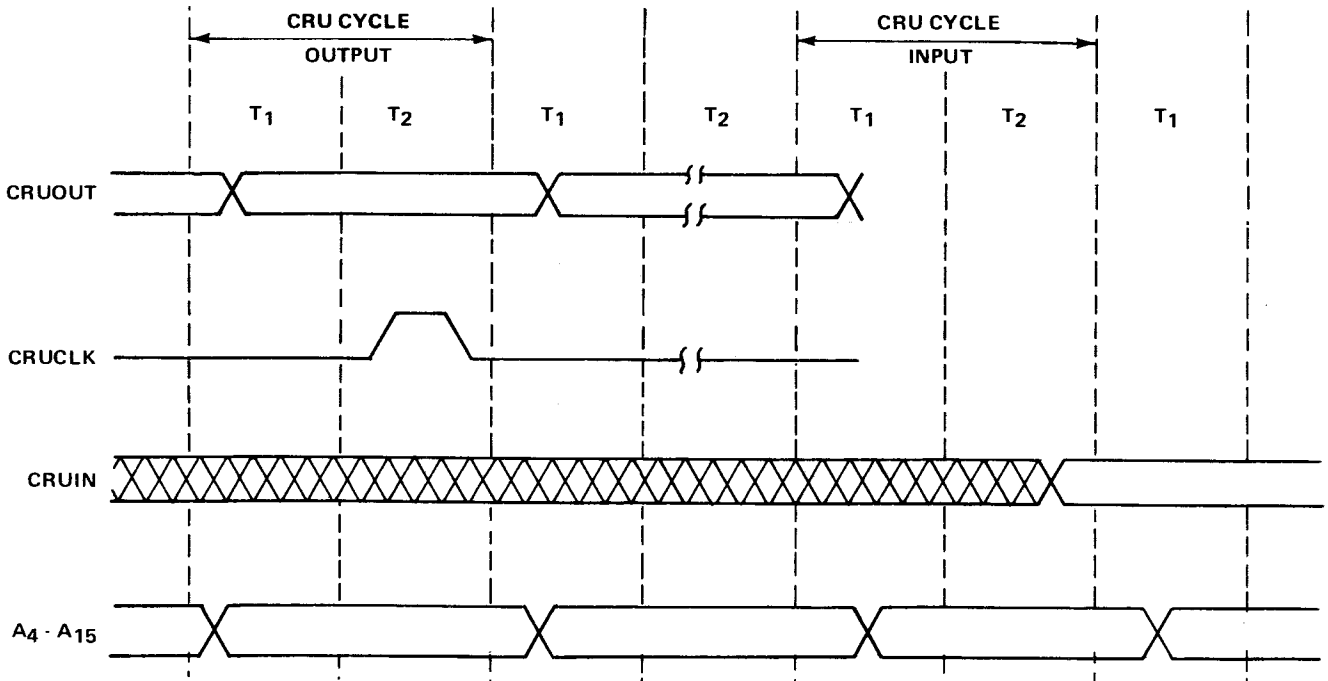 CRU CYCLE
OUTPUT
CRU CYCLE
INPUT
T1 T2 T1 T2 T1 T2 T1
CRUOUT
CRUCLK
CRUIN
A4 - A15